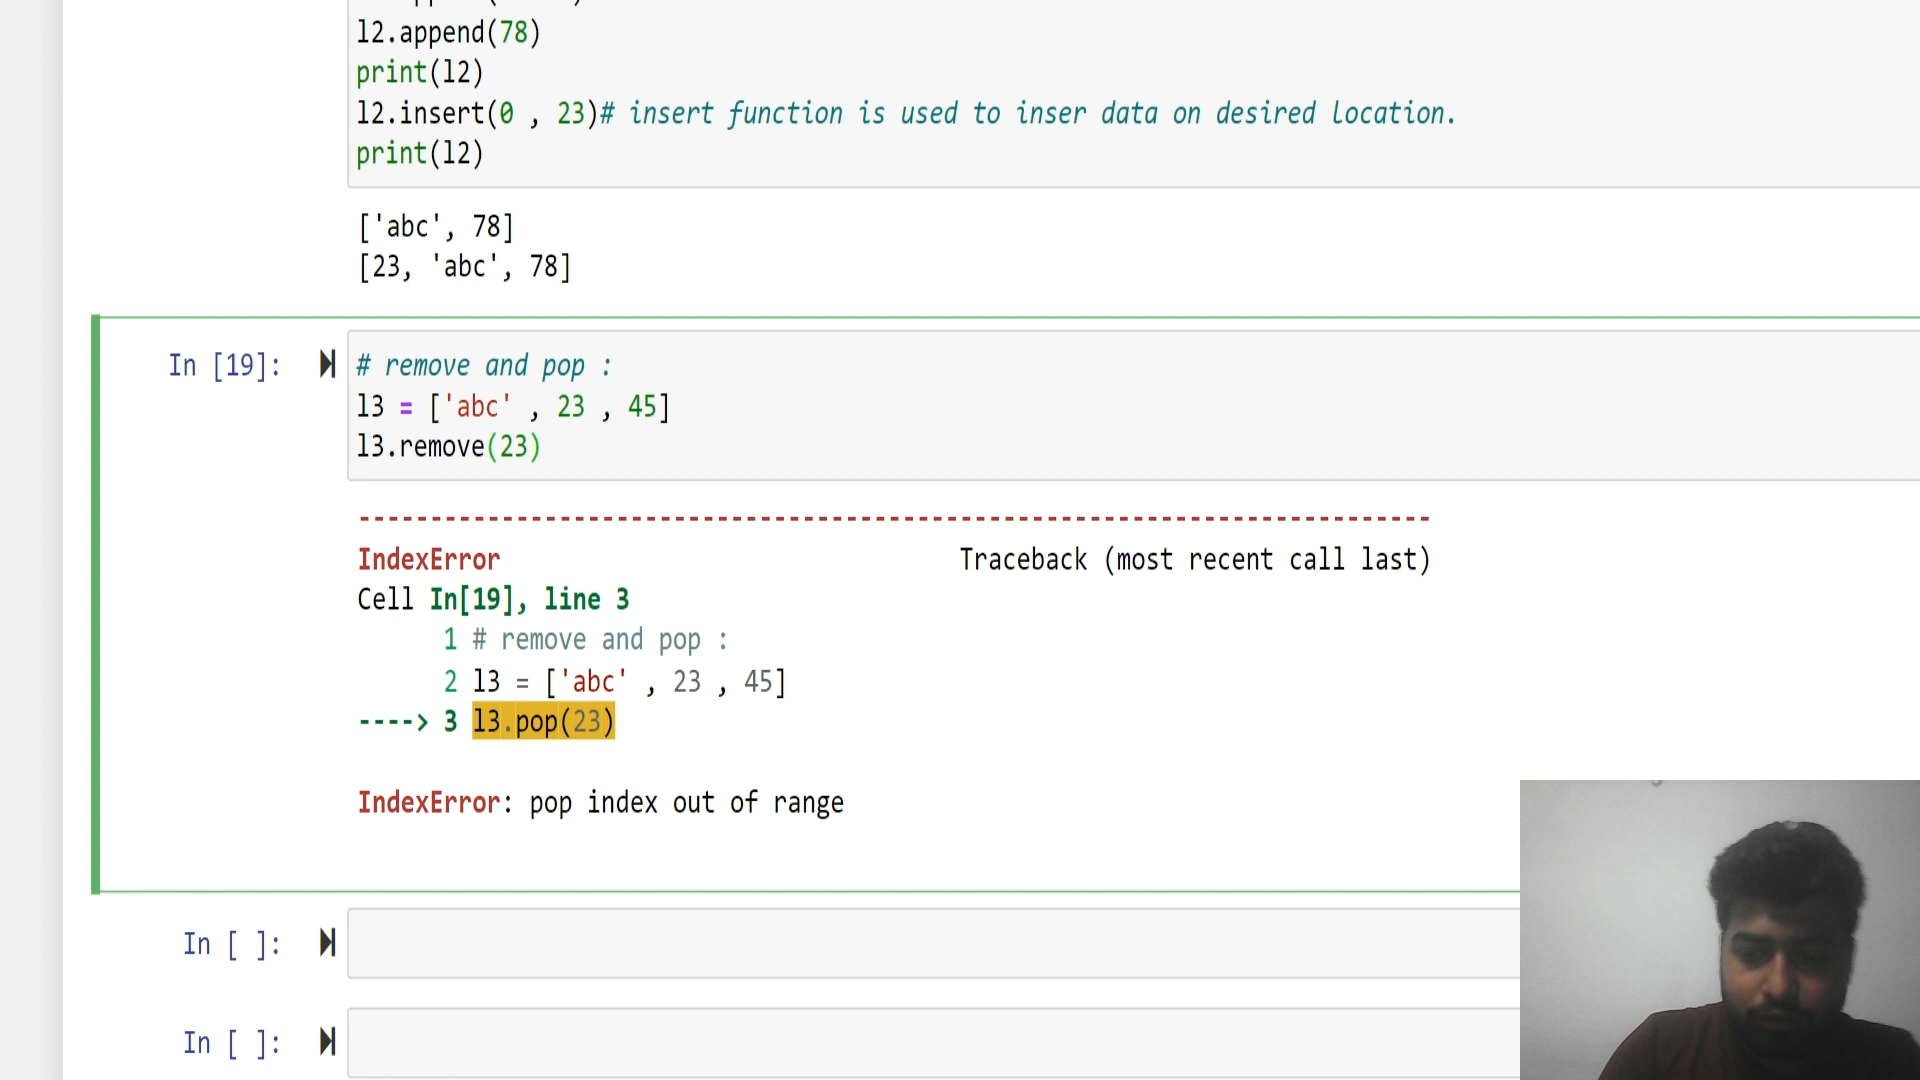 l2.append(78)
print(l2)
l2.insert(0 , 23)# insert function is used to inser data on desired location.
print(l2)
['abc', 78]
[23, 'abc', 78]
In [19]:
# remove and pop :
l3 = ['abc' , 23 , 45]
l3.remove(23)
---------------------------------------------------------------------------
IndexError Traceback (most recent call last)
Cell In[19], line 3
1 # remove and pop :
2 l3 = ['abc' , 23 , 45]
----> 3 l3.pop(23)
IndexError: pop index out of range
In [ ]:
In [ ]: